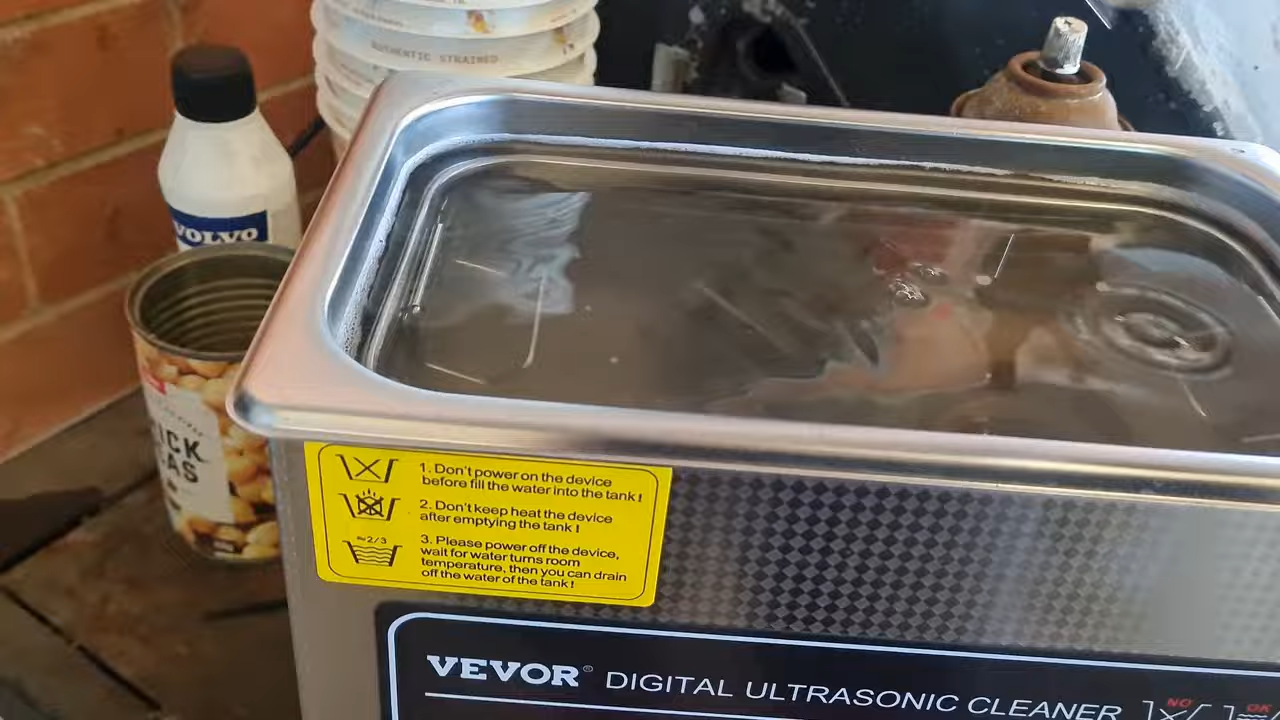 AUTHENTIC STRAINED
VOLVO
ICK
EAS
1. Don't power on the device
before fill the water into the tank!
2. Don't keep heat the device
after emptying the tank!
≈2/3
3. Please power off the device,
wait for water turns room
temperature, then you can drain
off the water of the tank!
VEVOR® DIGITAL ULTRASONIC CLEANER
NO
OK